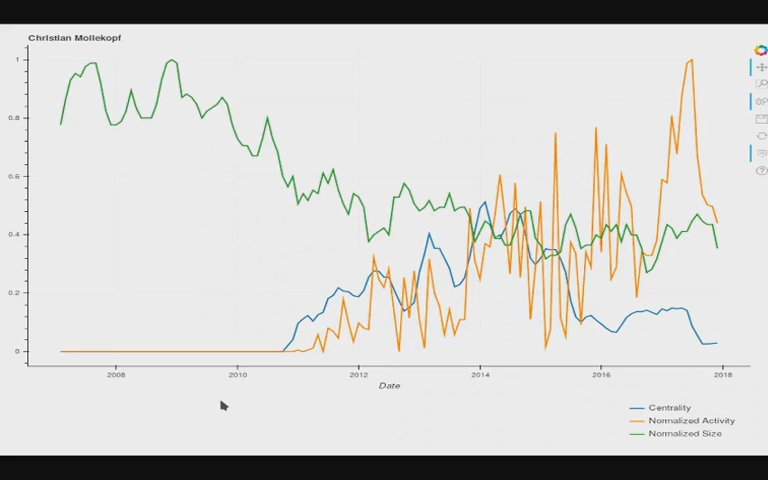 Christian Mollekopf
1
0.8
0.6
0.4
0.2
0
2008 2010 2012 2014 2016 2018
Date
Centrality
Normalized Activity
Normalized Size